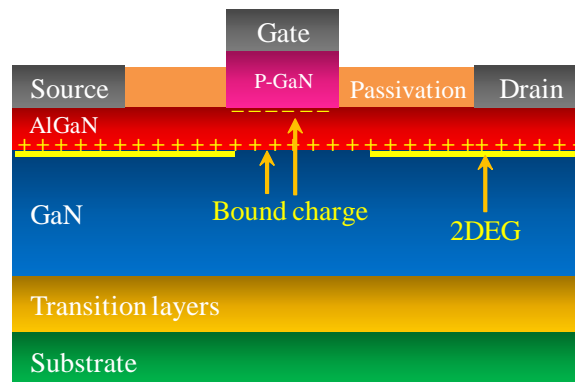 Gate
P-GaN
Source
Passivation
Drain
AlGaN
+ + + + + + + + + + + + + + + + + + + + + + + + + + + + + + + + + + +
GaN
Bound charge
2DEG
Transition layers
Substrate